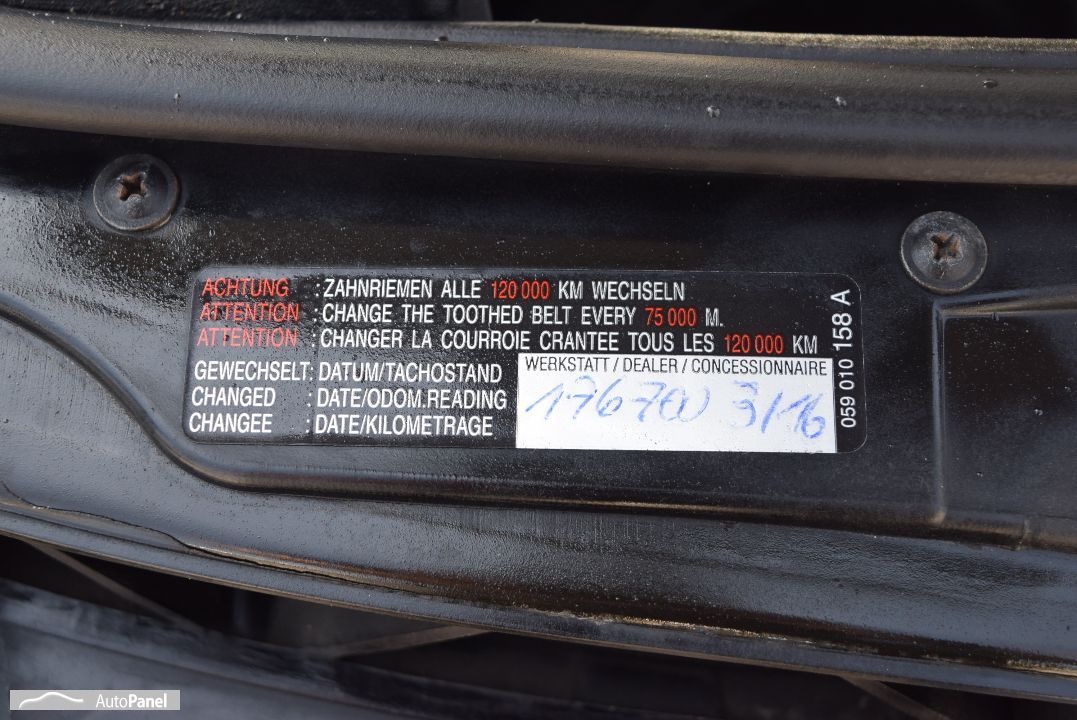 ACHTUNG : ZAHNRIEMEN ALLE 120 000 KM WECHSELN
ATTENTION : CHANGE THE TOOTHED BELT EVERY 75 000 M.
ATTENTION : CHANGER LA COURROIE CRANTEE TOUS LES 120 000 KM
GEWECHSELT: DATUM/TACHOSTAND
CHANGED : DATE/ODOM.READING
CHANGEE : DATE/KILOMETRAGE
WERKSTATT / DEALER / CONCESSIONNAIRE
176700 3/16
059 010 158 A
AutoPanel